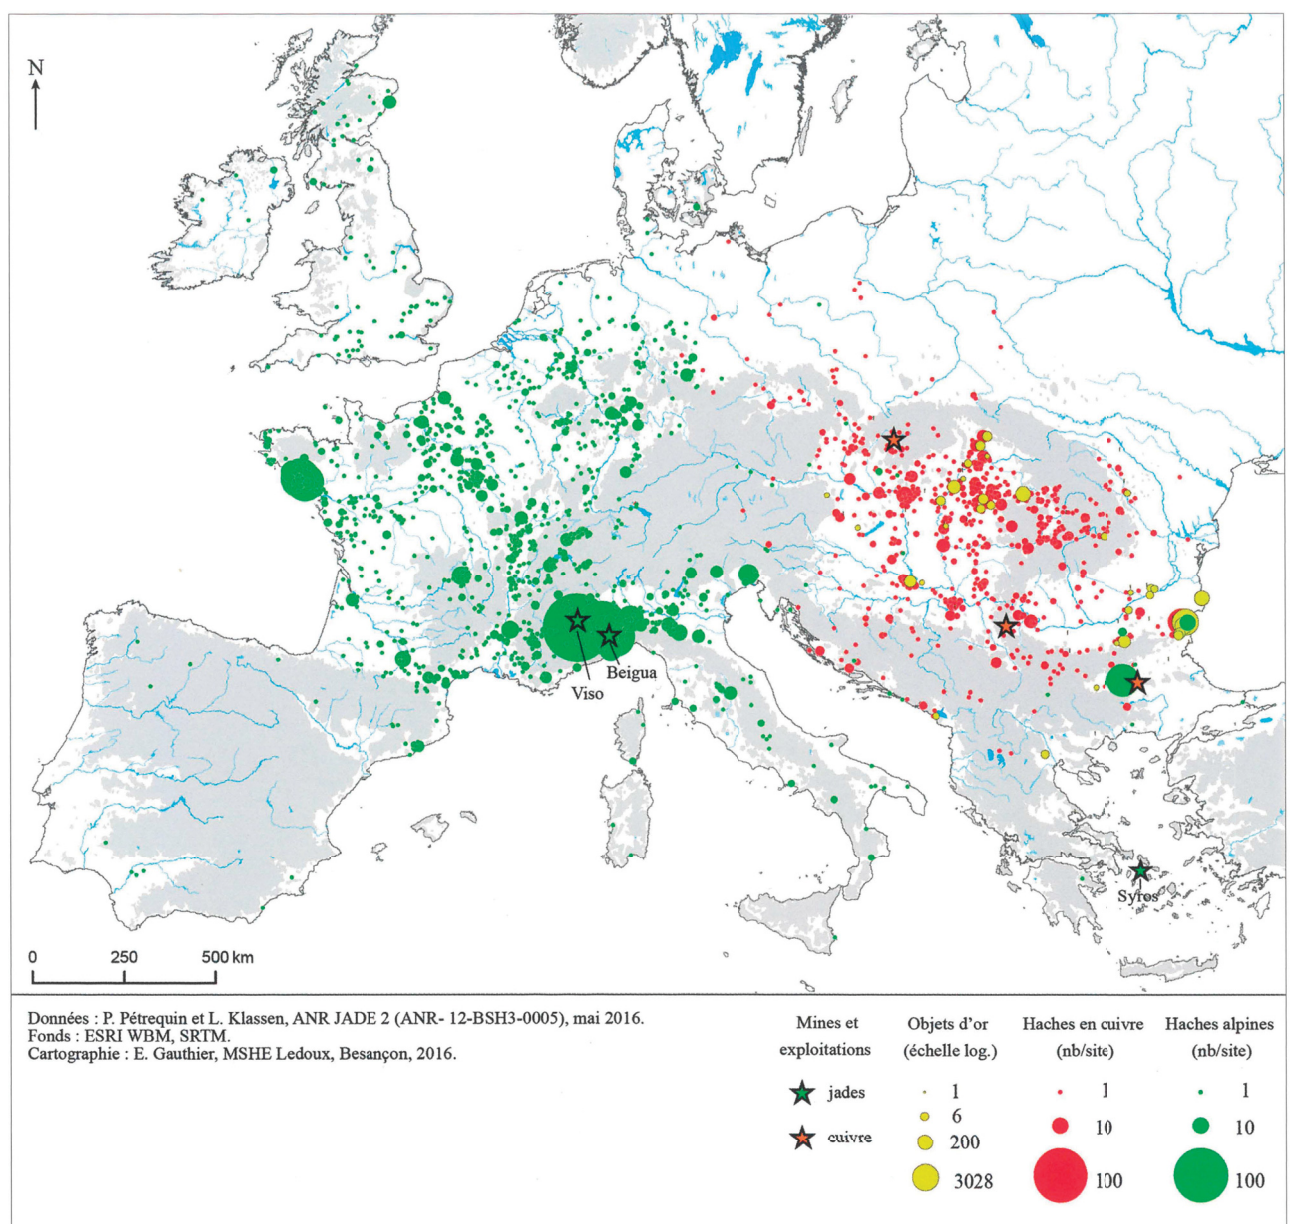 N
Beigua
Viso
Syros
0 250 500 km
Données : P. Pétrequin et L. Klassen, ANR JADE 2 (ANR- 12-BSH3-0005), mai 2016.
Fonds : ESRI WBM, SRTM.
Cartographie : E. Gauthier, MSHE Ledoux, Besançon, 2016.
Mines et
exploitations
jades
cuivre
Objets d’or
(échelle log.)
1
6
200
3028
Haches en cuivre
(nb/site)
1
10
100
Haches alpines
(nb/site)
1
10
100